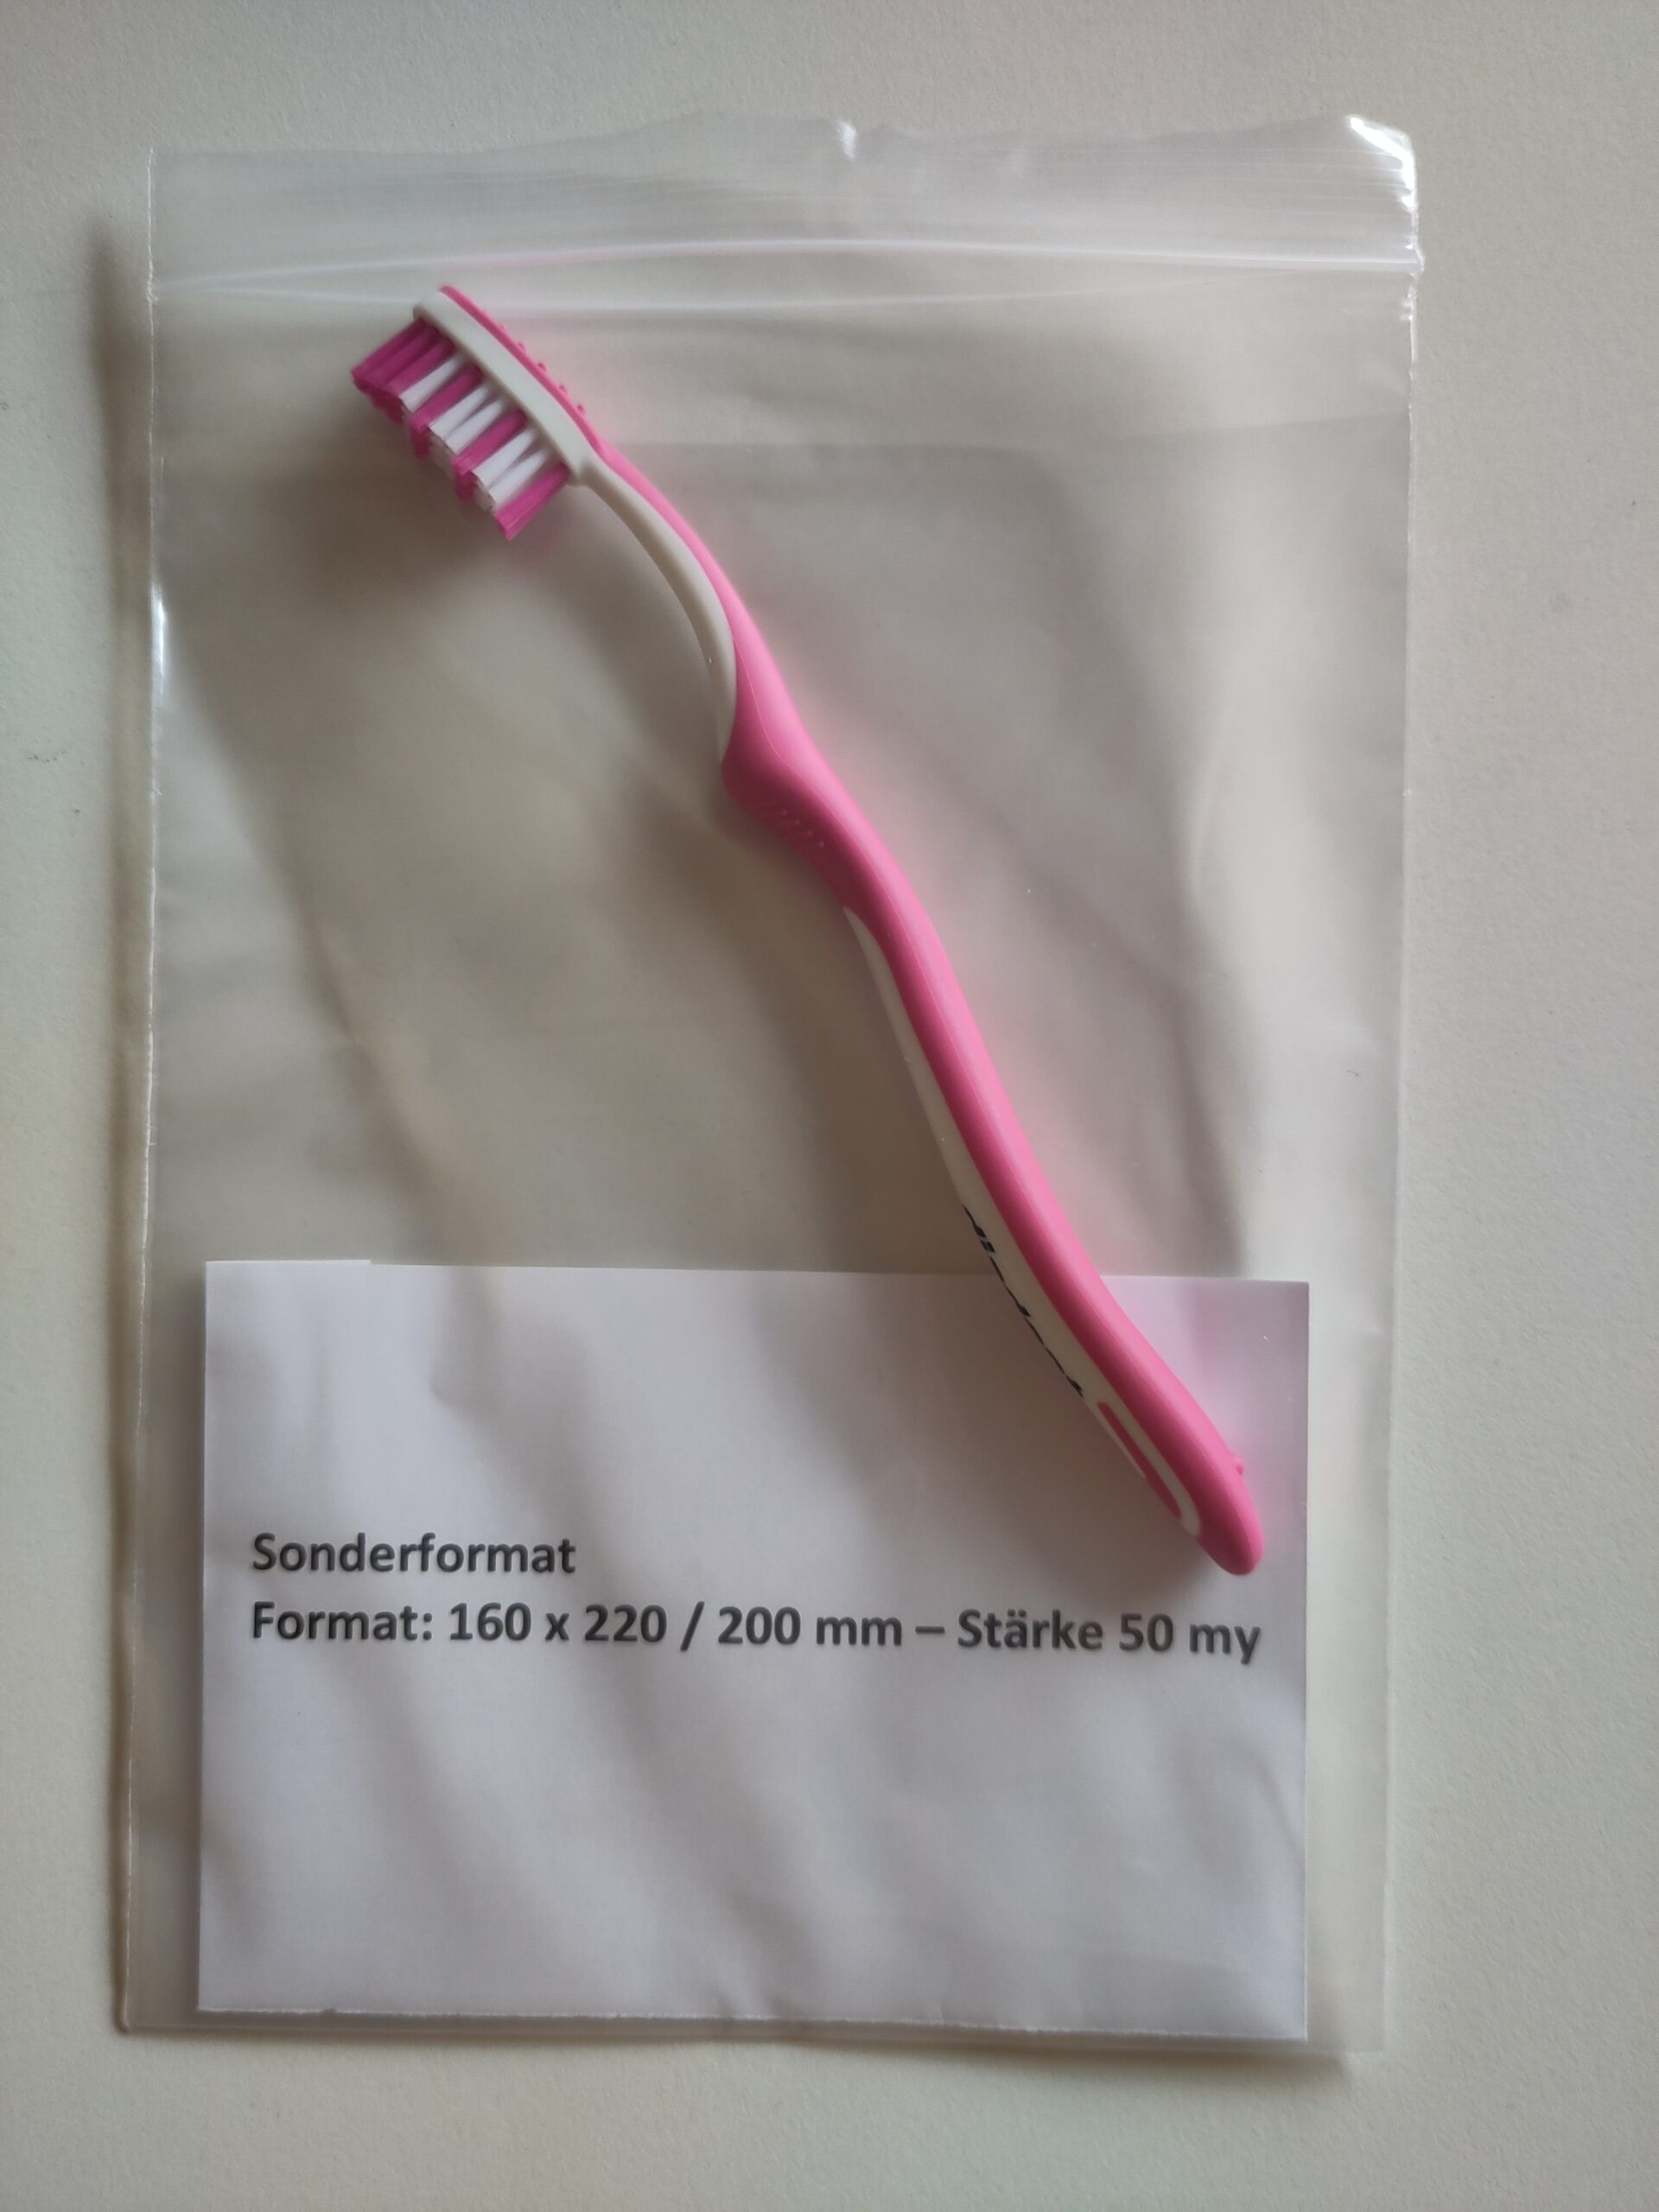 Sonderformat
Format: 160 x 220 / 200 mm – Stärke 50 my